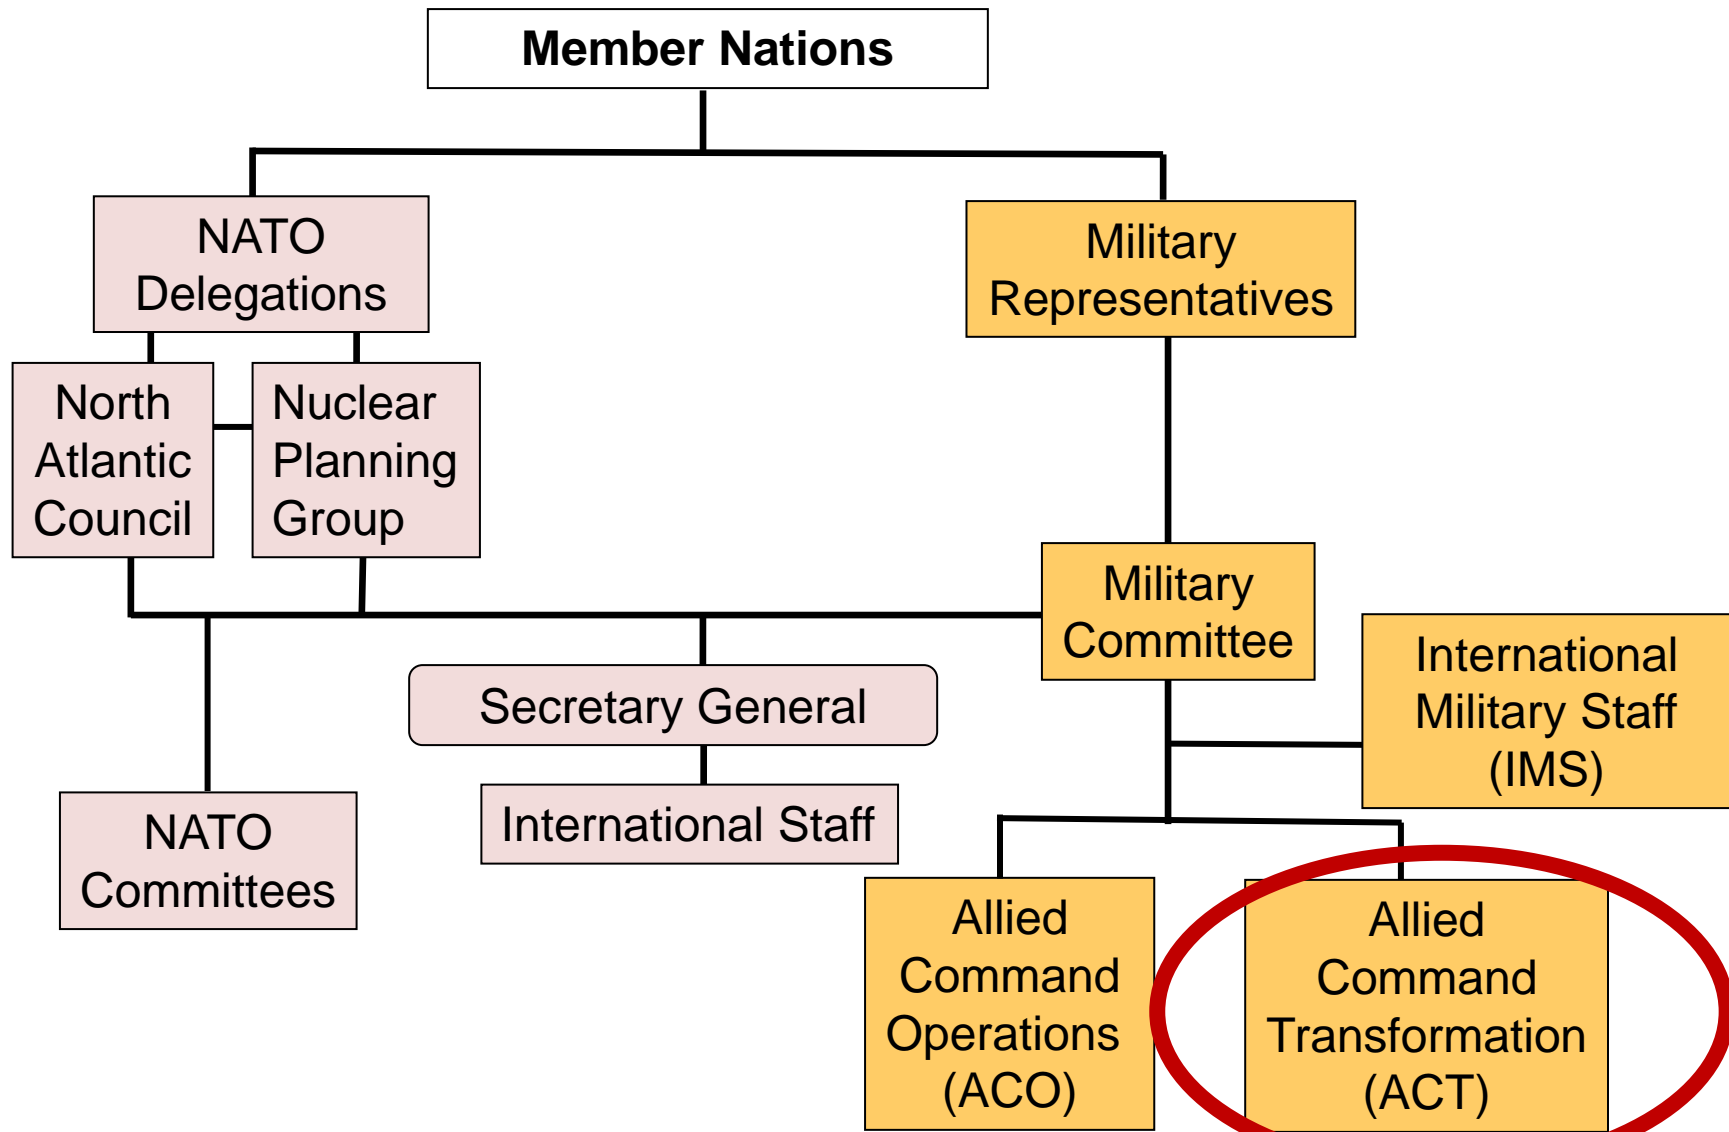 Member Nations
NATO
Delegations
Military
Representatives
North
Atlantic
Council
Nuclear
Planning
Group
Military
Committee
International
Military Staff
(IMS)
Secretary General
International Staff
NATO
Committees
Allied
Command
Operations
(ACO)
Allied
Command
Transformation
(ACT)